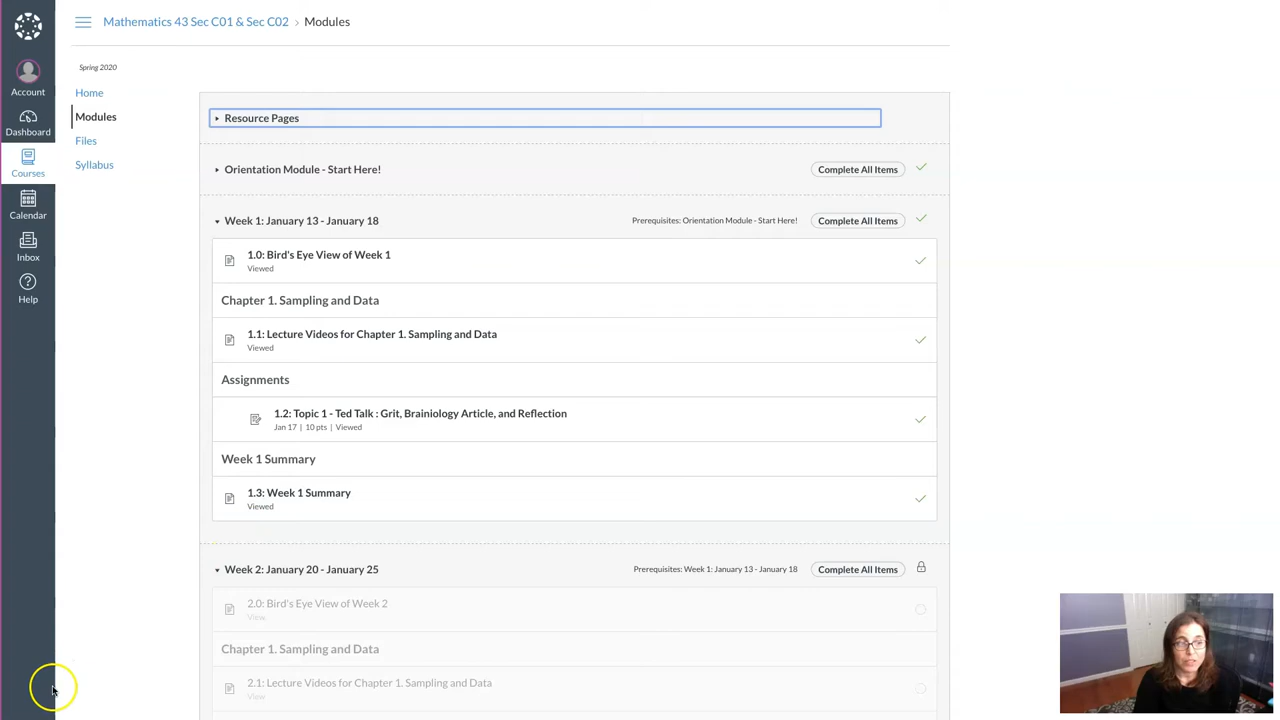 Mathematics 43 Sec C01 & Sec C02 › Modules
Account
Dashboard
Courses
Calendar
Inbox
Help
Spring 2020
Home
Modules
Files
Syllabus
Resource Pages
Orientation Module - Start Here!
Complete All Items
Week 1: January 13 - January 18
Prerequisites: Orientation Module - Start Here!
Complete All Items
1.0: Bird's Eye View of Week 1
Viewed
Chapter 1. Sampling and Data
1.1: Lecture Videos for Chapter 1. Sampling and Data
Viewed
Assignments
1.2: Topic 1 - Ted Talk : Grit, Brainiology Article, and Reflection
Jan 17 | 10 pts | Viewed
Week 1 Summary
1.3: Week 1 Summary
Viewed
Week 2: January 20 - January 25
Prerequisites: Week 1: January 13 - January 18
Complete All Items
2.0: Bird's Eye View of Week 2
View
Chapter 1. Sampling and Data
2.1: Lecture Videos for Chapter 1. Sampling and Data
View